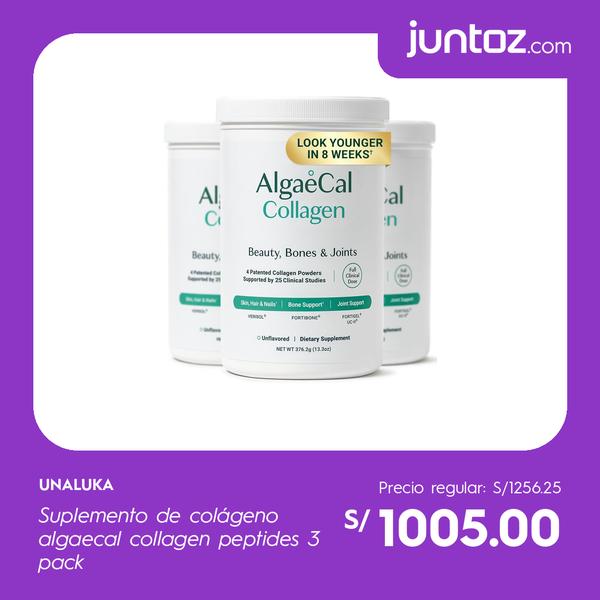 juntoz.com
LOOK YOUNGER
IN 8 WEEKS†
AlgaeCal
Collagen
Beauty, Bones & Joints
4 Patented Collagen Powders
Supported by 25 Clinical Studies
Full
Clinical
Dose
Skin, Hair & Nails† | Bone Support† | Joint Support
VERISOL® FORTIBONE® FORTIGEL®
UC-II®
Unflavored | Dietary Supplement
NET WT 376.2g (13.3oz)
UNALUKA
Suplemento de colágeno
algaecal collagen peptides 3
pack
Precio regular: S/1256.25
S/ 1005.00